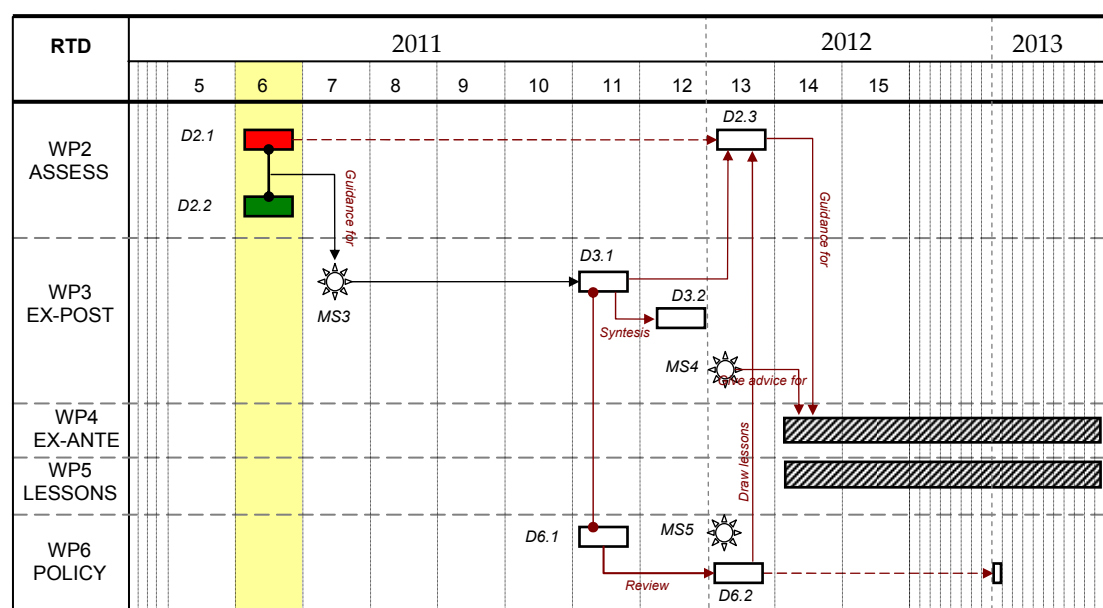 RTD 2011 2012 2013
5 6 7 8 9 10 11 12 13 14 15
D2.1
D2.3
WP2
ASSESS
D2.2
Guidance for
Guidance for
D3.1
WP3
EX-POST
D3.2
MS3
Syntesis
MS4
Give advice for
WP4
EX-ANTE
Draw lessons
WP5
LESSONS
D6.1
MS5
WP6
POLICY
Review
D6.2